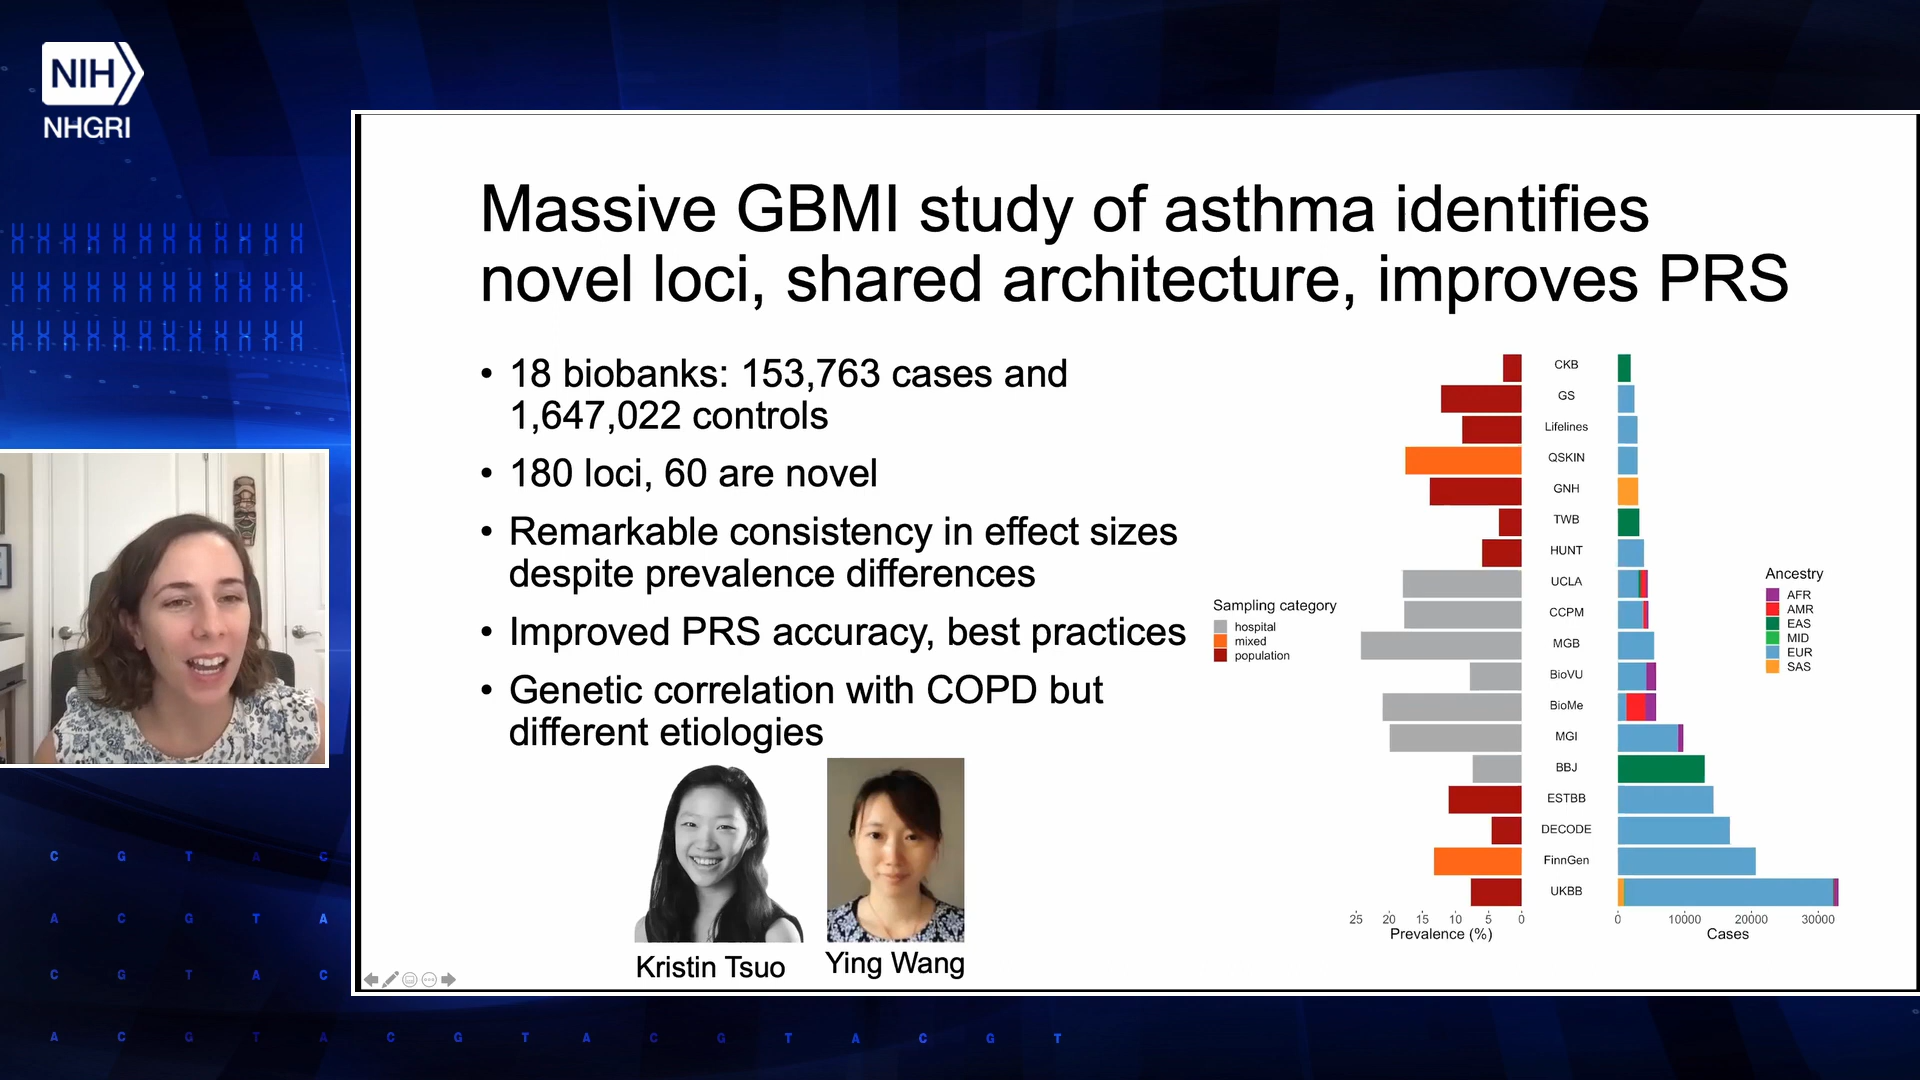 NIH
NHGRI
Massive GBMI study of asthma identifies
novel loci, shared architecture, improves PRS
• 18 biobanks: 153,763 cases and
1,647,022 controls
• 180 loci, 60 are novel
• Remarkable consistency in effect sizes
despite prevalence differences
• Improved PRS accuracy, best practices
• Genetic correlation with COPD but
different etiologies
Kristin Tsuo
Ying Wang
Sampling category
hospital
mixed
population
CKB
GS
Lifelines
QSKIN
GNH
TWB
HUNT
UCLA
CCPM
MGB
BioVU
BioMe
MGI
BBJ
ESTBB
DECODE
FinnGen
UKBB
25 20 15 10 5 0
Prevalence (%)
0 10000 20000 30000
Cases
Ancestry
AFR
AMR
EAS
MID
EUR
SAS
C G T A C
A C G T A
C G T A C
A C G T A C G T A C G T A C G T